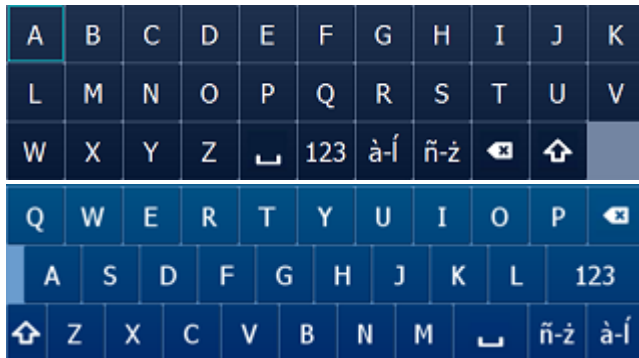 A B C D E F G H I J K
L M N O P Q R S T U V
W X Y Z 123 à-Í ñ-ż
Q W E R T Y U I O P
A S D F G H J K L 123
Z X C V B N M ñ-ż à-Í